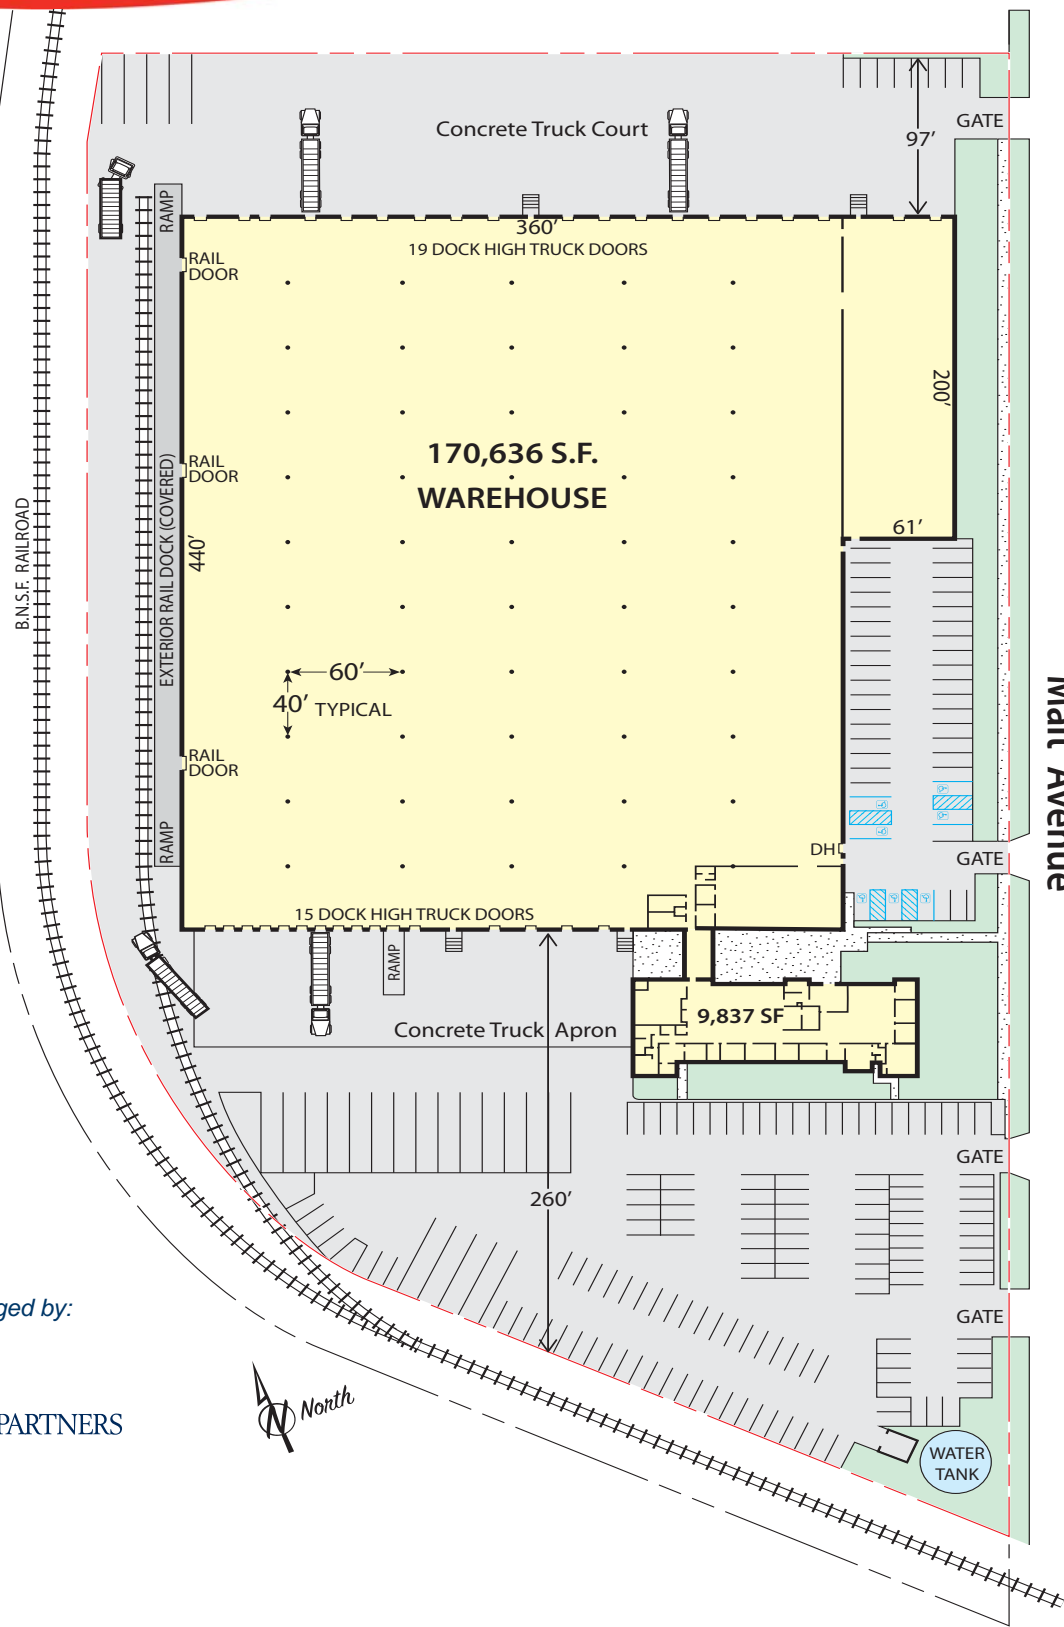 Concrete Truck Court
97′
GATE
RAMP
360′
19 DOCK HIGH TRUCK DOORS
RAIL
DOOR
200′
170,636 S.F.
WAREHOUSE
RAIL
DOOR
61′
EXTERIOR RAIL DOCK (COVERED)
440′
B.N.S.F. RAILROAD
60′
40′ TYPICAL
Malt Avenue
RAIL
DOOR
RAMP
DH
GATE
15 DOCK HIGH TRUCK DOORS
RAMP
Concrete Truck Apron
9,837 SF
GATE
260′
GATE
ged by:
N North
PARTNERS
WATER
TANK